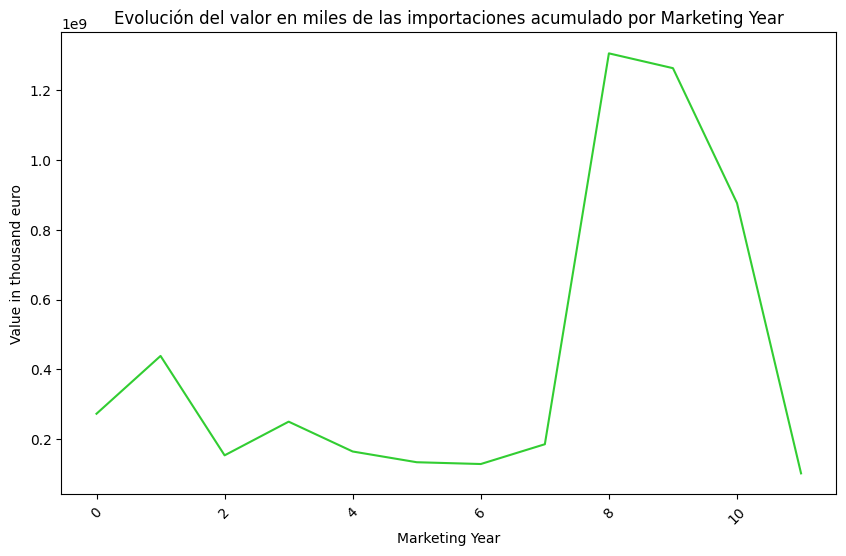 Evolución del valor en miles de las importaciones acumulado por Marketing Year
1e9
1.2
1.0
0.8
0.6
0.4
0.2
Value in thousand euro
0 2 4 6 8 10
Marketing Year